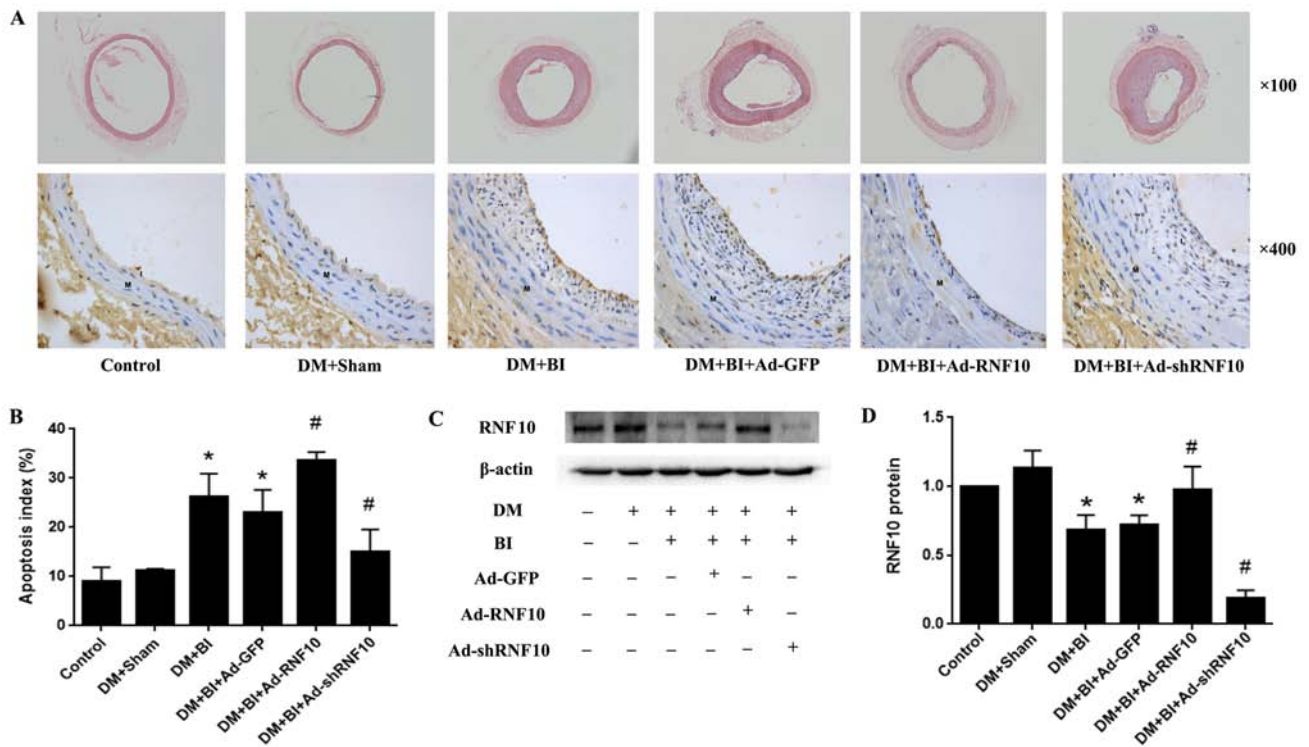 A
×100
I
M
I
M
I
M
I
M
I
M
I
M
×400
Control
DM+Sham
DM+BI
DM+BI+Ad-GFP
DM+BI+Ad-RNF10
DM+BI+Ad-shRNF10
B
Apoptosis index (%)
40
30
20
10
0
* * # #
Control
DM+Sham
DM+BI
DM+BI+Ad-GFP
DM+BI+Ad-RNF10
DM+BI+Ad-shRNF10
C
RNF10
β-actin
DM – + + + + +
BI – – + + + +
Ad-GFP – – – + – –
Ad-RNF10 – – – – + –
Ad-shRNF10 – – – – – +
D
RNF10 protein
1.5
1.0
0.5
0.0
* * # #
Control
DM+Sham
DM+BI
DM+BI+Ad-GFP
DM+BI+Ad-RNF10
DM+BI+Ad-shRNF10